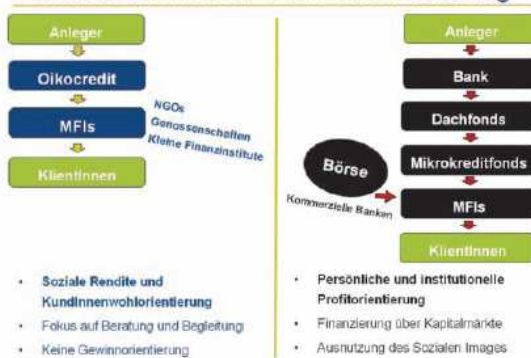 Anleger
Oikocredit
MFIs
NGOs
Genossenschaften
Kleine Finanzinstitute
KlientInnen
• Soziale Rendite und
KundInnenwohlorientierung
• Fokus auf Beratung und Begleitung
• Keine Gewinnorientierung
Anleger
Bank
Dachfonds
Mikrokreditfonds
Börse
Kommerzielle Banken
MFIs
KlientInnen
• Persönliche und institutionelle
Profitorientierung
• Finanzierung über Kapitalmärkte
• Ausnutzung des Sozialen Images